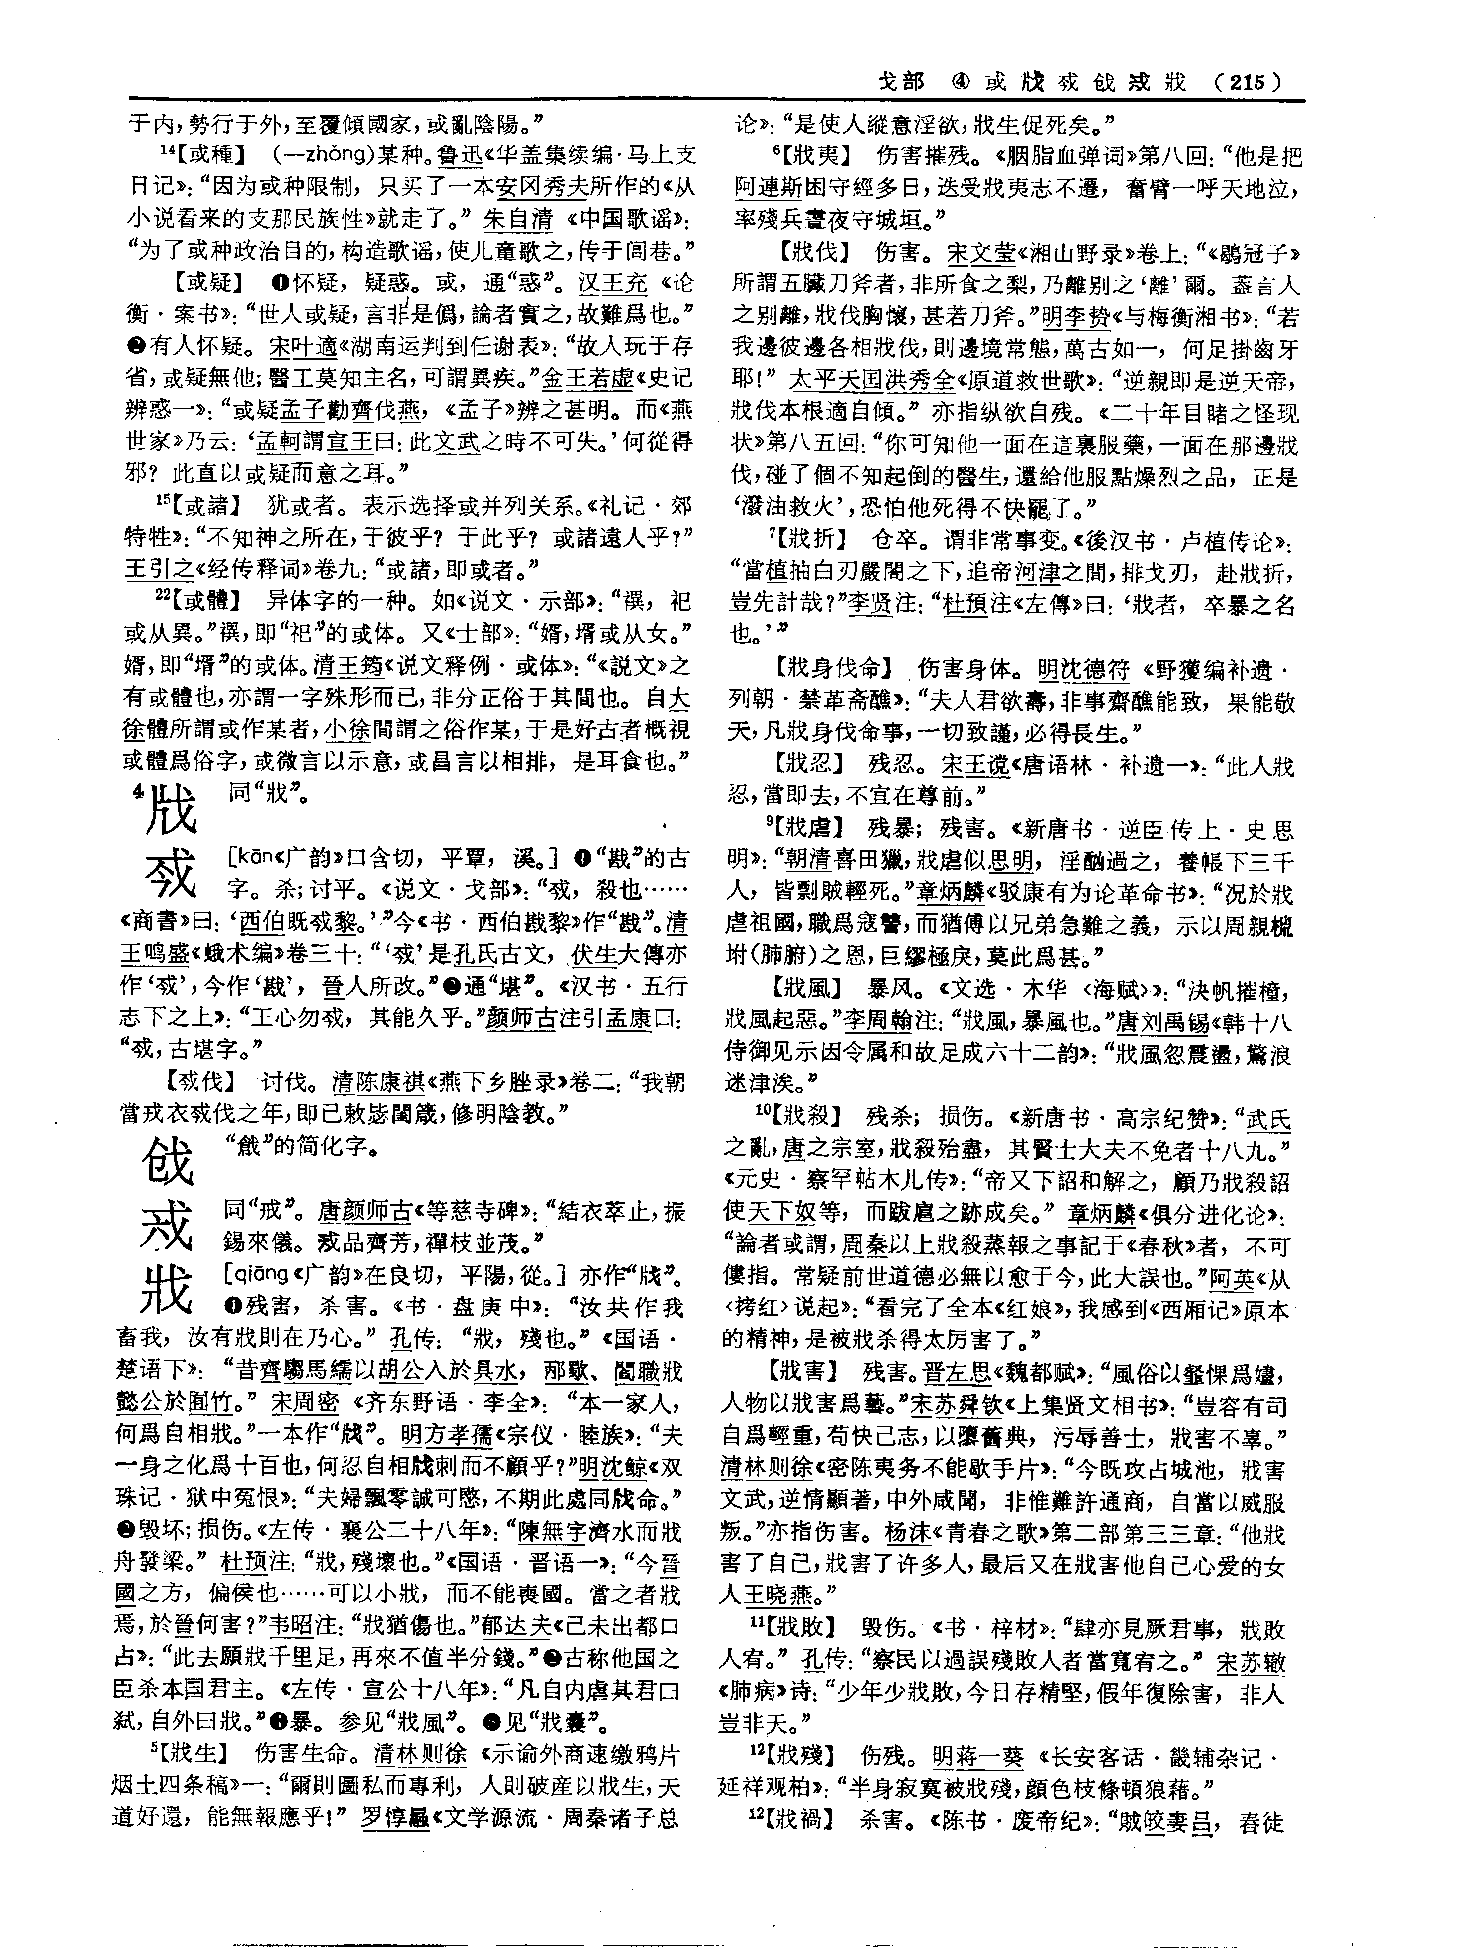 戈部　④或 牋 𢦟 戗 𢦦 戕（215）
于内，勢行于外，至覆傾國家，或亂陰陽。”
14【或種】　（—zhǒng）某种。鲁迅《华盖集续编·马上支
日记》：“因为或种限制，只买了一本安冈秀夫所作的《从
小说看来的支那民族性》就走了。”朱自清《中国歌谣》：
“为了或种政治目的，构造歌谣，使儿童歌之，传于闾巷。”
【或疑】　❶怀疑，疑惑。或，通“惑”。汉王充《论
衡·案书》：“世人或疑，言非是僞，論者實之，故難爲也。”
❷有人怀疑。宋叶適《湖南运判到任谢表》：“故人玩于存
省，或疑無他；醫工莫知主名，可謂異疾。”金王若虚《史记
辨惑一》：“或疑孟子勸齊伐燕，《孟子》辨之甚明。而《燕
世家》乃云：‘孟軻謂宣王曰：此文武之時不可失。’何從得
邪？此直以或疑而意之耳。”
15【或諸】　犹或者。表示选择或并列关系。《礼记·郊
特牲》：“不知神之所在，于彼乎？于此乎？或諸遠人乎？”
王引之《经传释词》卷九：“或諸，即或者。”
22【或體】　异体字的一种。如《说文·示部》：“禩，祀
或从異。”禩，即“祀”的或体。又《士部》：“婿，壻或从女。”
婿，即“壻”的或体。清王筠《说文释例·或体》：“《説文》之
有或體也，亦謂一字殊形而已，非分正俗于其間也。自大
徐體所謂或作某者，小徐間謂之俗作某，于是好古者概視
或體爲俗字，或微言以示意，或昌言以相排，是耳食也。”
4　同“戕”。
𢦟　［kān《广韵》口含切，平覃，溪。］❶“戡”的古
字。杀；讨平。《说文·戈部》：“𢦟，殺也……
《商書》曰：‘西伯既𢦟黎。’”今《书·西伯戡黎》作“戡”。清
王鸣盛《蛾术编》卷三十：“‘𢦟’是孔氏古文，伏生大傳亦
作‘𢦟’，今作‘戡’，晉人所改。”❷通“堪”。《汉书·五行
志下之上》：“王心勿𢦟，其能久乎。”颜师古注引孟康曰：
“𢦟，古堪字。”
【𢦟伐】　讨伐。清陈康祺《燕下乡脞录》卷二：“我朝
當戎衣𢦟伐之年，即已敕毖閨箴，修明陰教。”
戗　“戧”的简化字。
𢦦　同“戒”。唐颜师古《等慈寺碑》：“結衣萃止，振
錫來儀。𢦦品齊芳，禪枝並茂。”
戕　［qiāng《广韵》在良切，平陽，從。］亦作“牋”。
❶残害，杀害。《书·盘庚中》：“汝共作我
畜我，汝有戕則在乃心。”孔传：“戕，殘也。”《国语·
楚语下》：“昔齊騶馬繻以胡公入於具水，邴歜、閻職戕
懿公於囿竹。”宋周密《齐东野语·李全》：“本一家人，
何爲自相戕。”一本作“牋”。明方孝孺《宗仪·睦族》：“夫
一身之化爲十百也，何忍自相刺而不顧乎？”明沈鲸《双
珠记·狱中冤恨》：“夫婦飄零誠可愍，不期此處同命。”
❷毁坏；损伤。《左传·襄公二十八年》：“陳無宇濟水而戕
舟發梁。”杜预注：“戕，殘壞也。”《国语·晋语一》：“今晉
國之方，偏侯也……可以小戕，而不能喪國。當之者戕
焉，於晉何害？”韦昭注：“戕猶傷也。”郁达夫《己未出都口
占》：“此去願戕千里足，再來不值半分錢。”❸古称他国之
臣杀本国君主。《左传·宣公十八年》：“凡自内虐其君曰
弑，自外曰戕。”❹暴。参见“戕風”。❺见“戕囊”。
5【戕生】　伤害生命。清林则徐《示谕外商速缴鸦片
烟土四条稿》一：“爾則圖私而專利，人則破産以戕生，天
道好還，能無報應乎！”罗惇曧《文学源流·周秦诸子总
论》：“是使人縱意淫欲，戕生促死矣。”
6【戕夷】　伤害摧残。《胭脂血弹词》第八回：“他是把
阿連斯困守經多日，迭受戕夷志不遷，奮臂一呼天地泣，
率殘兵晝夜守城垣。”
【戕伐】　伤害。宋文莹《湘山野录》卷上：“《鶡冠子》
所謂五臟刀斧者，非所食之梨，乃離别之‘離’爾。蓋言人
之别離，戕伐胸懷，甚若刀斧。”明李贽《与梅衡湘书》：“若
我邊彼邊各相戕伐，則邊境常態，萬古如一，何足掛齒牙
耶！”太平天囯洪秀全《原道救世歌》：“逆親即是逆天帝，
戕伐本根適自傾。”亦指纵欲自残。《二十年目睹之怪现
状》第八五回：“你可知他一面在這裏服藥，一面在那邊戕
伐，碰了個不知起倒的醫生，還給他服點燥烈之品，正是
‘潑油救火’，恐怕他死得不快罷了。”
7【戕折】　仓卒。谓非常事变。《後汉书·卢植传论》：
“當植抽白刃嚴閤之下，追帝河津之間，排戈刃，赴戕折，
豈先計哉？”李贤注：“杜預注《左傳》曰：‘戕者，卒暴之名
也。’”
【戕身伐命】　伤害身体。明沈德符《野獲编补遗·
列朝·禁革斋醮》：“夫人君欲壽，非事齋醮能致，果能敬
天，凡戕身伐命事，一切致謹，必得長生。”
【戕忍】　残忍。宋王谠《唐语林·补遗一》：“此人戕
忍，當即去，不宜在尊前。”
9【戕虐】　残暴；残害。《新唐书·逆臣传上·史思
明》：“朝清喜田獵，戕虐似思明，淫酗過之，養帳下三千
人，皆剽賊輕死。”章炳麟《驳康有为论革命书》：“况於戕
虐祖國，職爲寇讎，而猶傅以兄弟急難之義，示以周親梡
坿（肺腑）之恩，巨繆極戾，莫此爲甚。”
【戕風】　暴风。《文选·木华〈海赋〉》：“決帆摧橦，
戕風起惡。”李周翰注：“戕風，暴風也。”唐刘禹锡《韩十八
侍御见示因令属和故足成六十二韵》：“戕風忽震盪，驚浪
迷津涘。”
10【戕殺】　残杀；损伤。《新唐书·高宗纪赞》：“武氏
之亂，唐之宗室，戕殺殆盡，其賢士大夫不免者十八九。”
《元史·察罕帖木儿传》：“帝又下詔和解之，顧乃戕殺詔
使天下奴等，而跋扈之跡成矣。”章炳麟《俱分进化论》：
“論者或謂，周秦以上戕殺蒸報之事記于《春秋》者，不可
僂指。常疑前世道德必無以愈于今，此大誤也。”阿英《从
〈拷红〉说起》：“看完了全本《红娘》，我感到《西厢记》原本
的精神，是被戕杀得太厉害了。”
【戕害】　残害。晋左思《魏都赋》：“風俗以韰惈爲嫿，
人物以戕害爲藝。”宋苏舜钦《上集贤文相书》：“豈容有司
自爲輕重，苟快己志，以隳舊典，污辱善士，戕害不辜。”
清林则徐《密陈夷务不能歇手片》：“今既攻占城池，戕害
文武，逆情顯著，中外咸聞，非惟難許通商，自當以威服
叛。”亦指伤害。杨沫《青春之歌》第二部第三三章：“他戕
害了自己，戕害了许多人，最后又在戕害他自己心爱的女
人王晓燕。”
11【戕敗】　毁伤。《书·梓材》：“肆亦見厥君事，戕敗
人宥。”孔传：“察民以過誤殘敗人者當寬宥之。”宋苏辙
《肺病》诗：“少年少戕敗，今日存精堅，假年復除害，非人
豈非天。”
12【戕殘】　伤残。明蒋一葵《长安客话·畿辅杂记·
延祥观柏》：“半身寂寞被戕殘，顔色枝條頓狼藉。”
12【戕禍】　杀害。《陈书·废帝纪》：“賊皎妻吕，舂徒